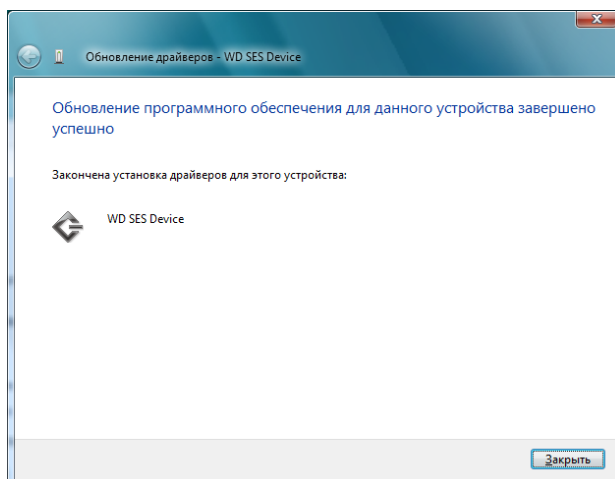 Обновление драйверов - WD SES Device
Обновление программного обеспечения для данного устройства завершено
успешно
Закончена установка драйверов для этого устройства:
WD SES Device
Закрыть